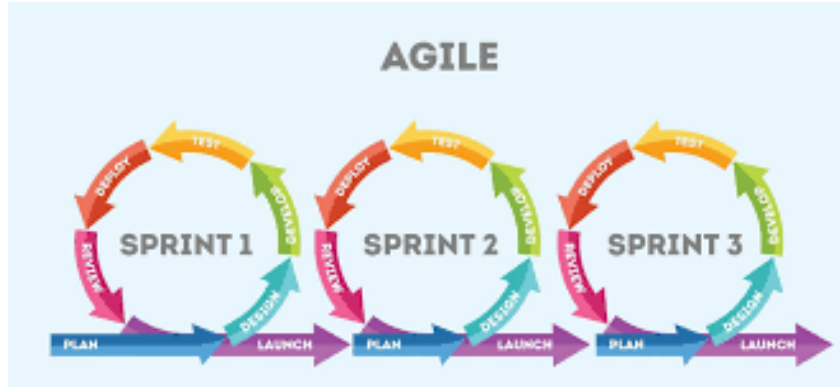 AGILE
TEST
DEPLOY
DEVELOP
SPRINT 1
REVIEW
DESIGN
PLAN
LAUNCH
TEST
DEPLOY
DEVELOP
SPRINT 2
REVIEW
DESIGN
PLAN
LAUNCH
TEST
DEPLOY
DEVELOP
SPRINT 3
REVIEW
DESIGN
PLAN
LAUNCH